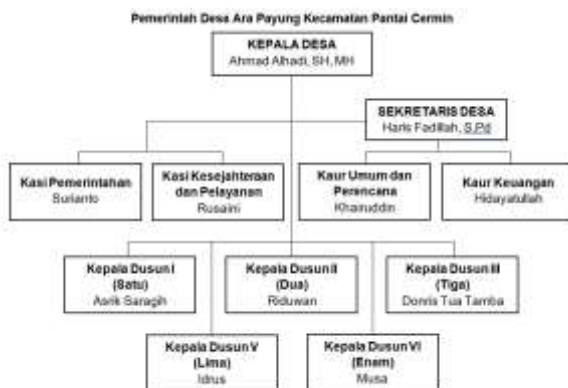 Pemerintah Desa Ara Payung Kecamatan Pantai Cermin
KEPALA DESA
Ahmad Alhadi, SH, MH
SEKRETARIS DESA
Haris Fadillah, S.Pd
Kasi Pemerintahan
Surianto
Kasi Kesejahteraan
dan Pelayanan
Rusaini
Kaur Umum dan
Perencana
Khairuddin
Kaur Keuangan
Hidayatullah
Kepala Dusun I
(Satu)
Asrik Saragih
Kepala Dusun II
(Dua)
Riduwan
Kepala Dusun III
(Tiga)
Donris Tua Tamba
Kepala Dusun V
(Lima)
Idrus
Kepala Dusun VI
(Enam)
Musa